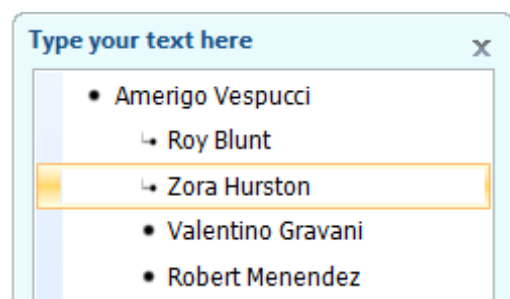 Type your text here
Amerigo Vespucci
Roy Blunt
Zora Hurston
Valentino Gravani
Robert Menendez